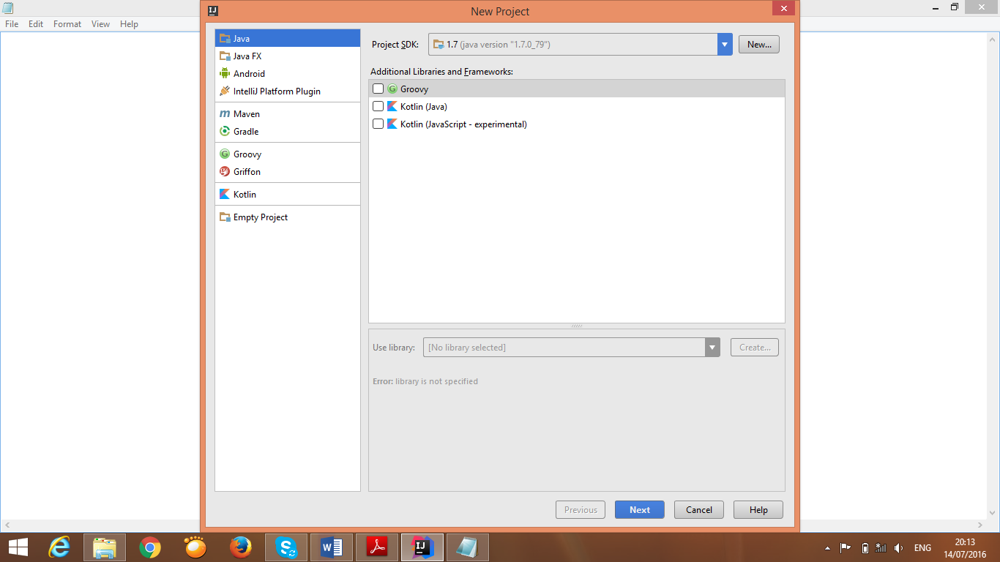 New Project
File Edit Format View Help
Java
Java FX
Android
IntelliJ Platform Plugin
Maven
Gradle
Groovy
Griffon
Kotlin
Empty Project
Project SDK: 1.7 (java version "1.7.0_79") New...
Additional Libraries and Frameworks:
Groovy
Kotlin (Java)
Kotlin (JavaScript - experimental)
Use library: [No library selected] Create...
Error: library is not specified
Previous Next Cancel Help
ENG
20:13
14/07/2016